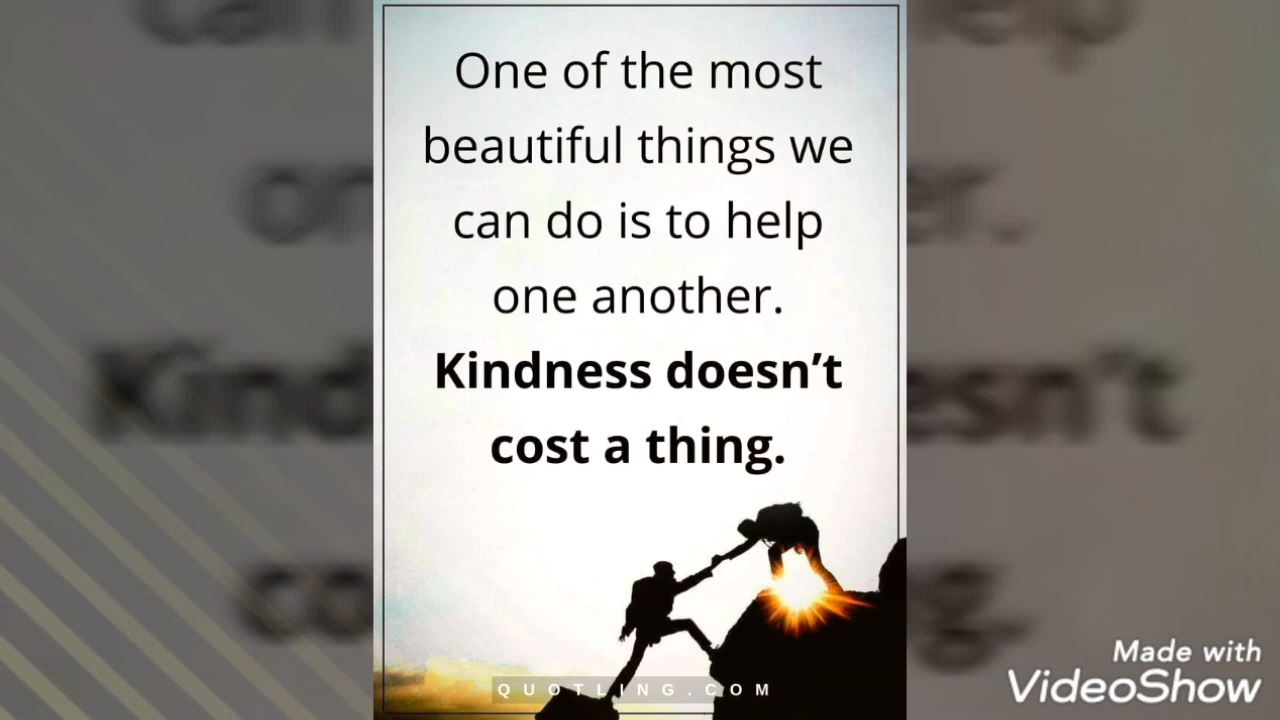 One of the most
beautiful things we
can do is to help
one another.
Kindness doesn’t
cost a thing.
QUOTLING.COM
Made with
VideoShow